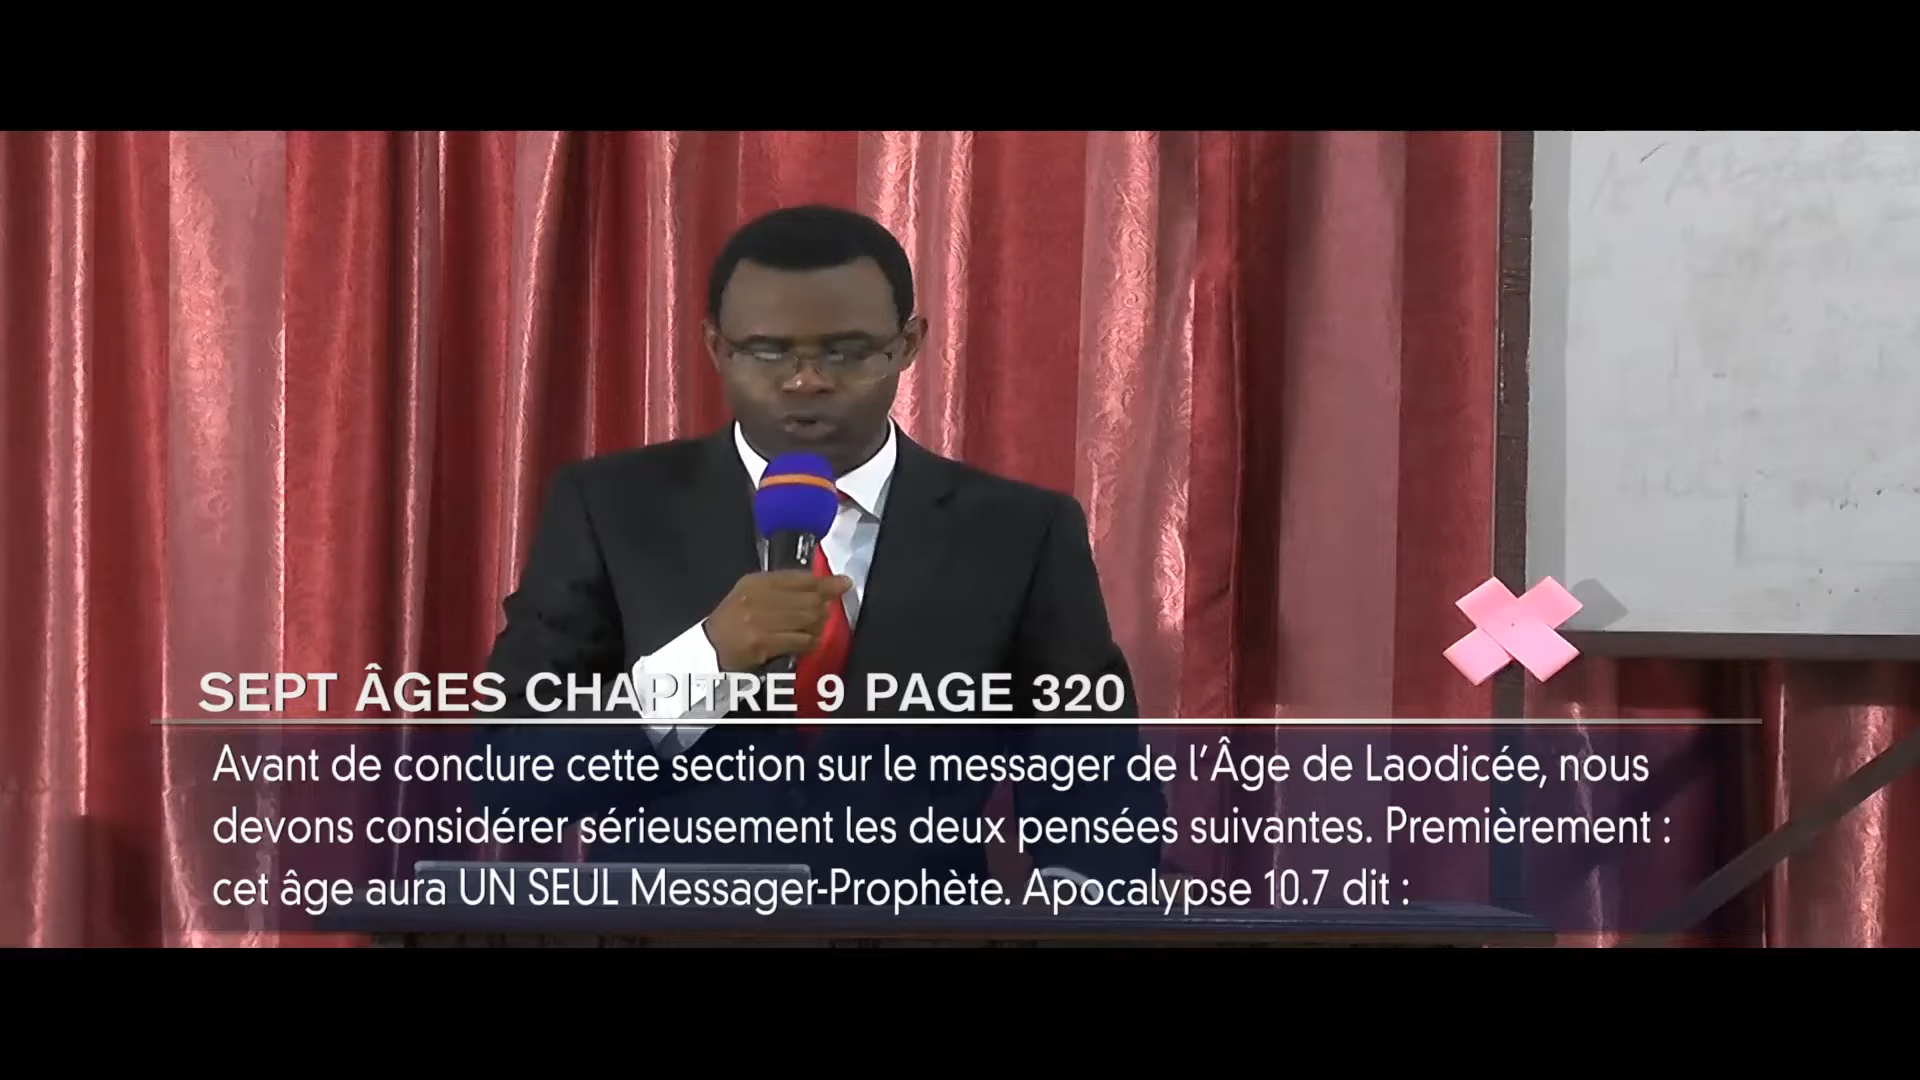 SEPT ÂGES CHAPITRE 9 PAGE 320
Avant de conclure cette section sur le messager de l’Âge de Laodicée, nous
devons considérer sérieusement les deux pensées suivantes. Premièrement :
cet âge aura UN SEUL Messager-Prophète. Apocalypse 10.7 dit :